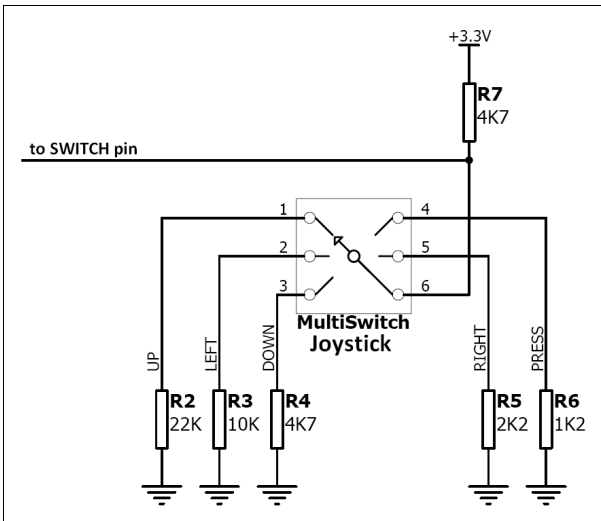 +3.3V
R7
4K7
to SWITCH pin
1
4
2
5
3
6
MultiSwitch
Joystick
UP
LEFT
DOWN
RIGHT
PRESS
R2
22K
R3
10K
R4
4K7
R5
2K2
R6
1K2